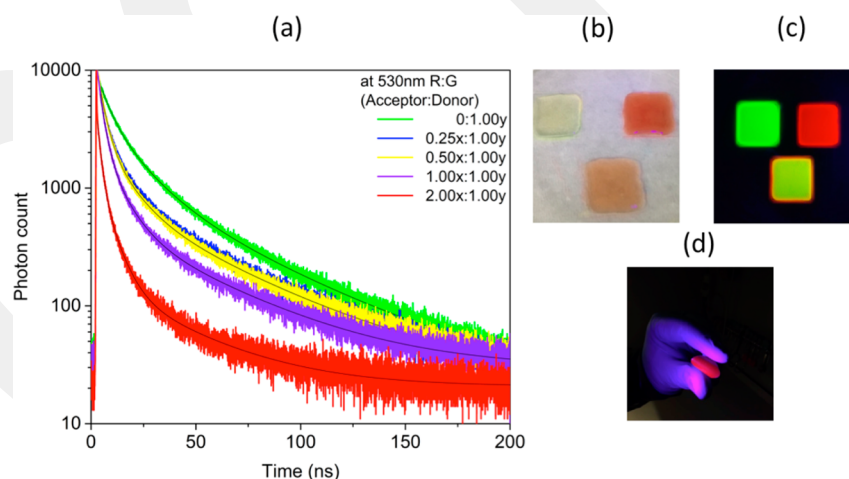 (a)
(b)
(c)
at 530nm R:G
(Acceptor:Donor)
0:1.00y
0.25x:1.00y
0.50x:1.00y
1.00x:1.00y
2.00x:1.00y
10000
1000
100
10
Photon count
0
50
100
150
200
Time (ns)
(d)